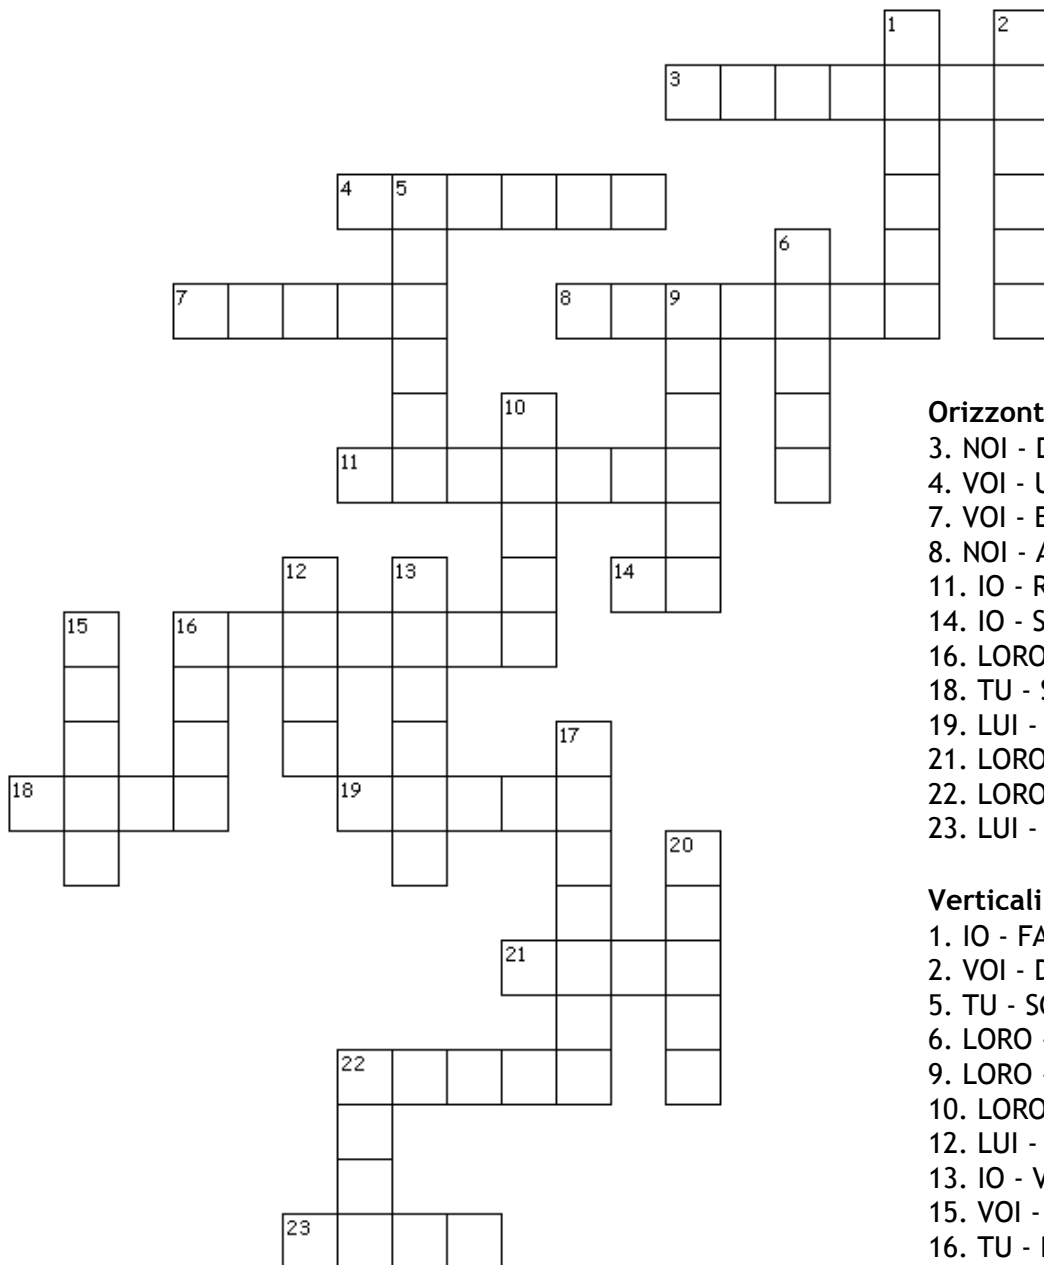 1 2
3
4 5
6
7 8 9
10
11
12 13 14
15 16
17
18 19
20
21
22
23
Orizzont
3. NOI - D
4. VOI - U
7. VOI - E
8. NOI - A
11. IO - R
14. IO - S
16. LORO
18. TU - S
19. LUI -
21. LORO
22. LORO
23. LUI -
Verticali
1. IO - FA
2. VOI - D
5. TU - SC
6. LORO -
9. LORO -
10. LORO
12. LUI -
13. IO - V
15. VOI -
16. TU -